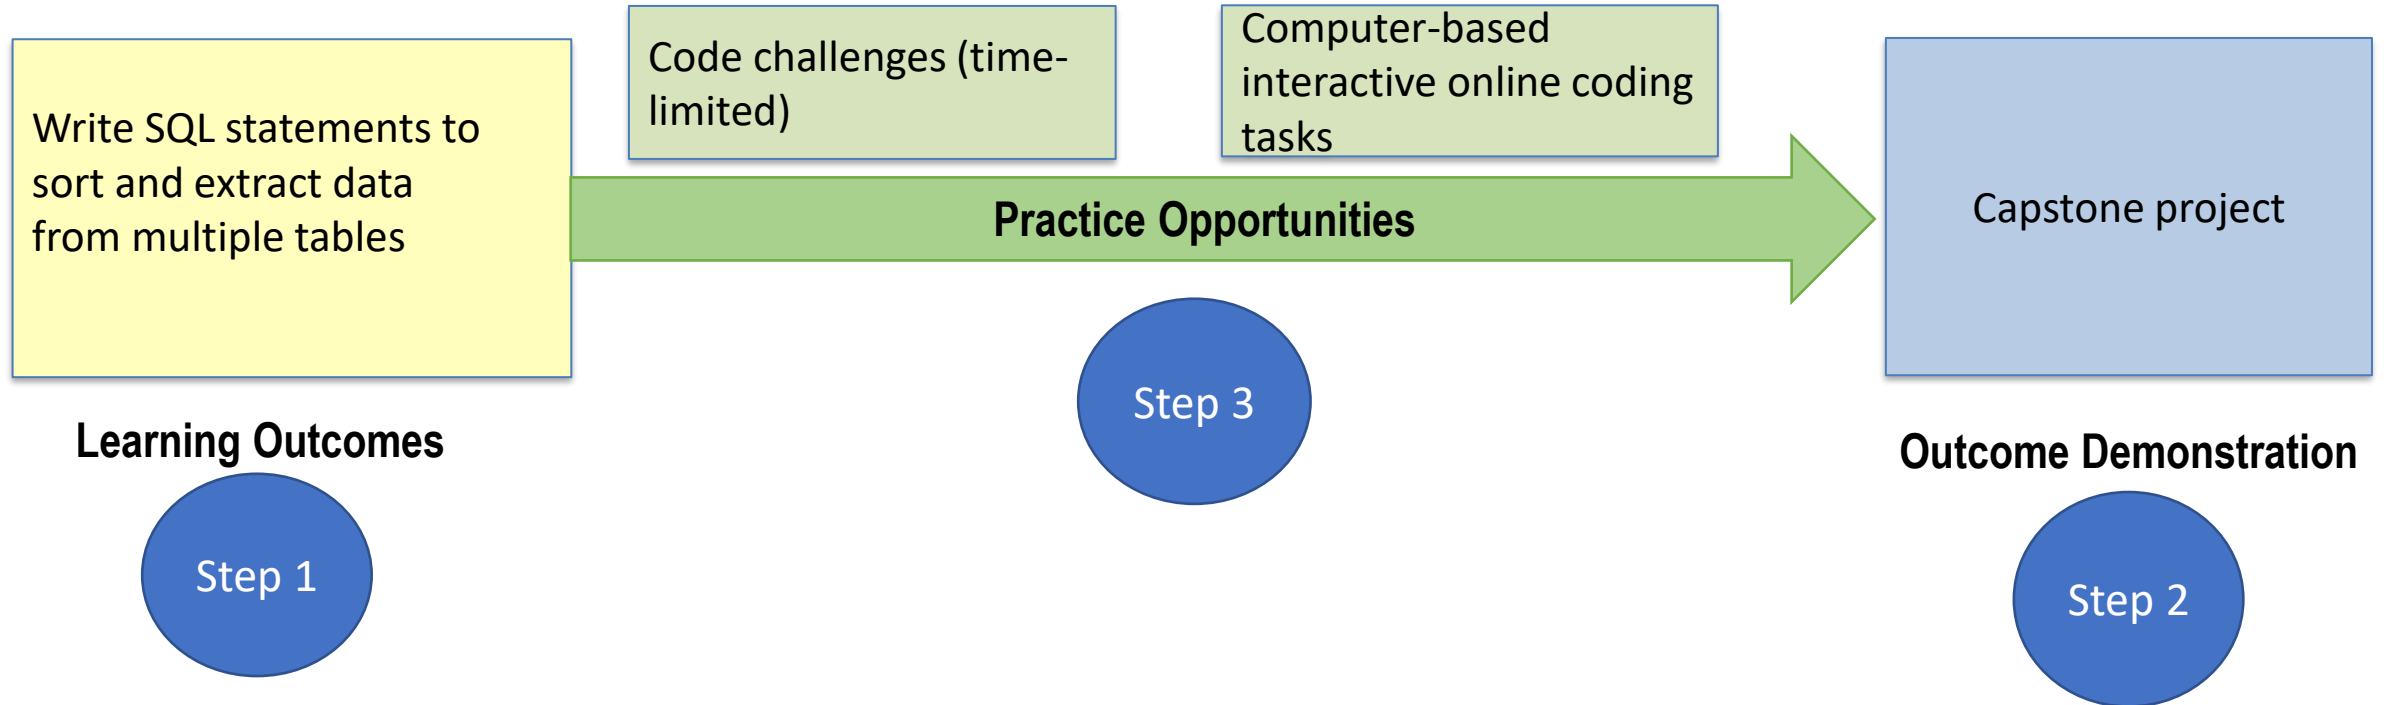 Write SQL statements to
sort and extract data
from multiple tables
Code challenges (time-
limited)
Computer-based
interactive online coding
tasks
Practice Opportunities
Capstone project
Step 3
Learning Outcomes
Step 1
Outcome Demonstration
Step 2